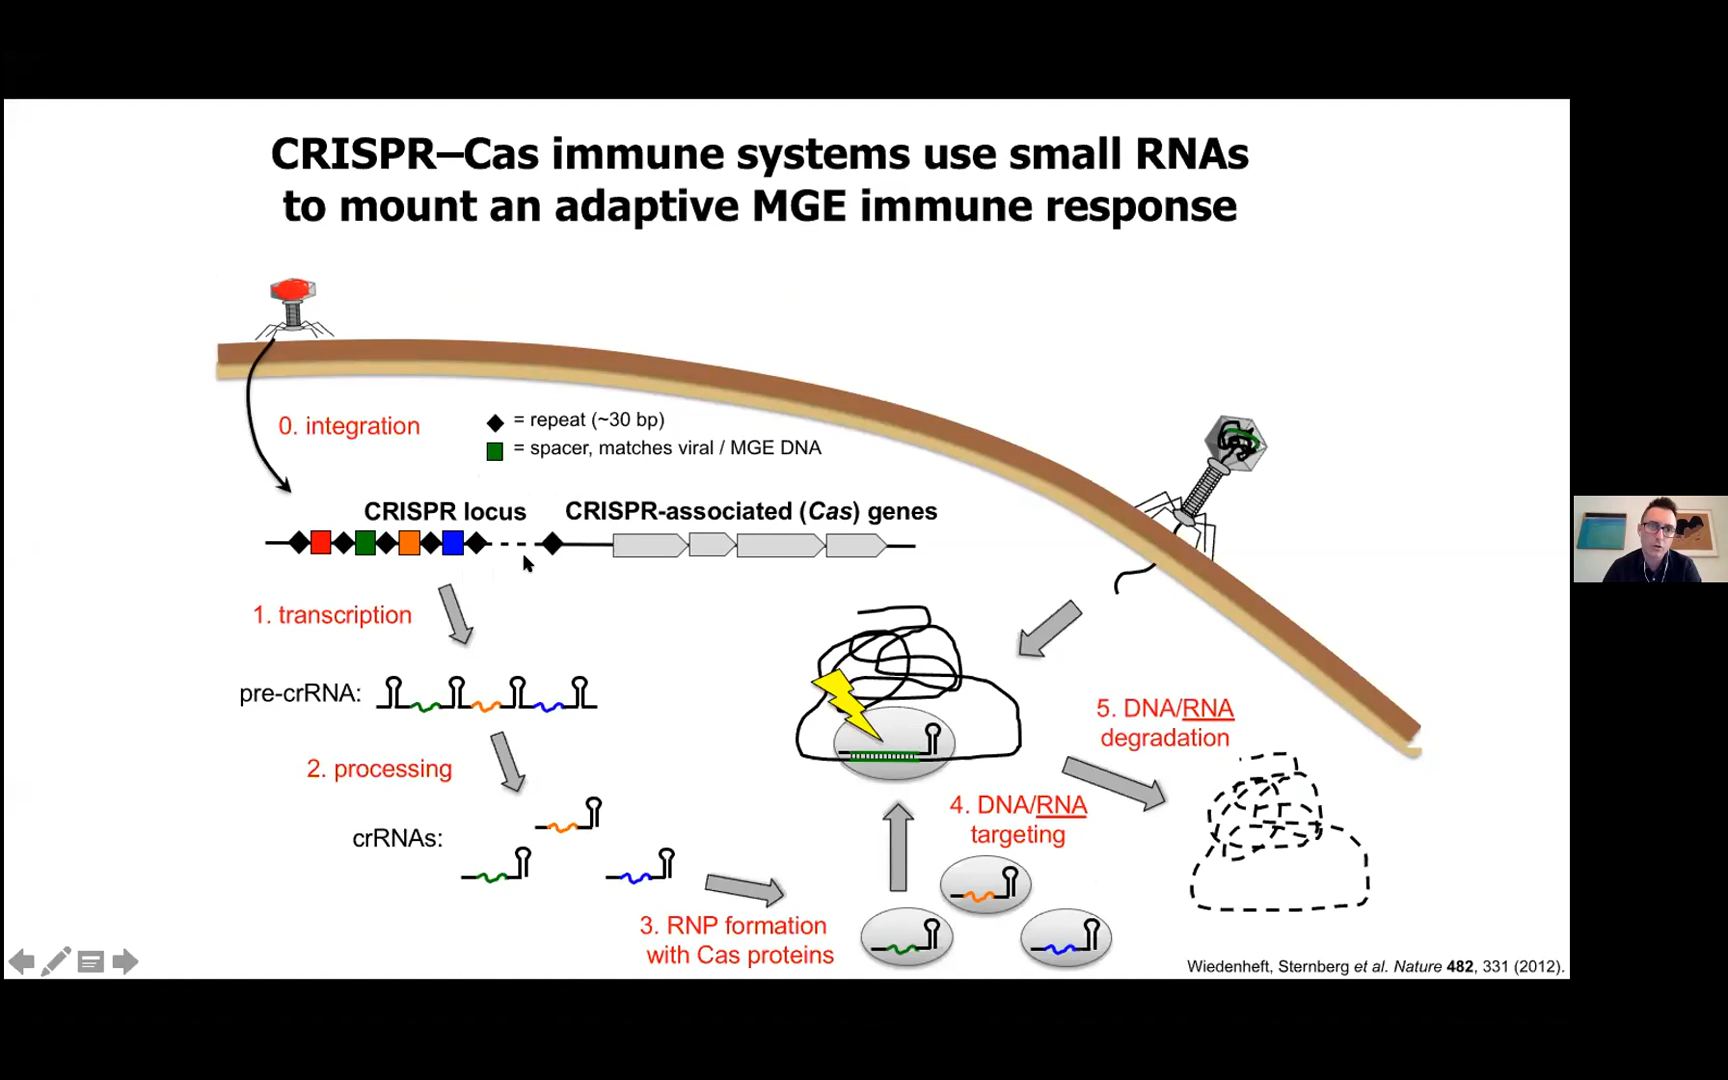 CRISPR–Cas immune systems use small RNAs
to mount an adaptive MGE immune response
0. integration
= repeat (~30 bp)
= spacer, matches viral / MGE DNA
CRISPR locus
CRISPR-associated (Cas) genes
1. transcription
pre-crRNA:
2. processing
crRNAs:
3. RNP formation
with Cas proteins
4. DNA/RNA
targeting
5. DNA/RNA
degradation
Wiedenheft, Sternberg et al. Nature 482, 331 (2012).